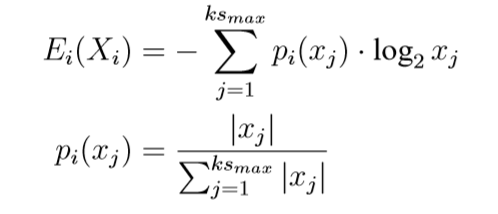 $E_i(X_i) = -\sum_{j=1}^{ks_{max}} p_i(x_j) \cdot \log_2 x_j$
$p_i(x_j) = \frac{|x_j|}{\sum_{j=1}^{ks_{max}} |x_j|}$